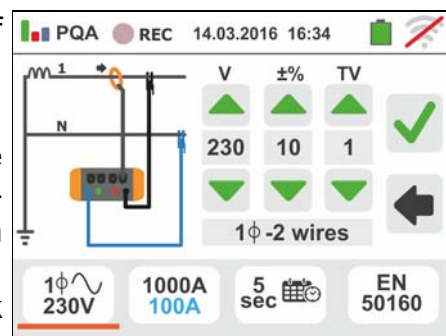 PQA REC 14.03.2016 16:34
1 V ±% TV
N 230 10 1
1ϕ -2 wires
1ϕ 1000A 5 EN
230V 100A sec 50160